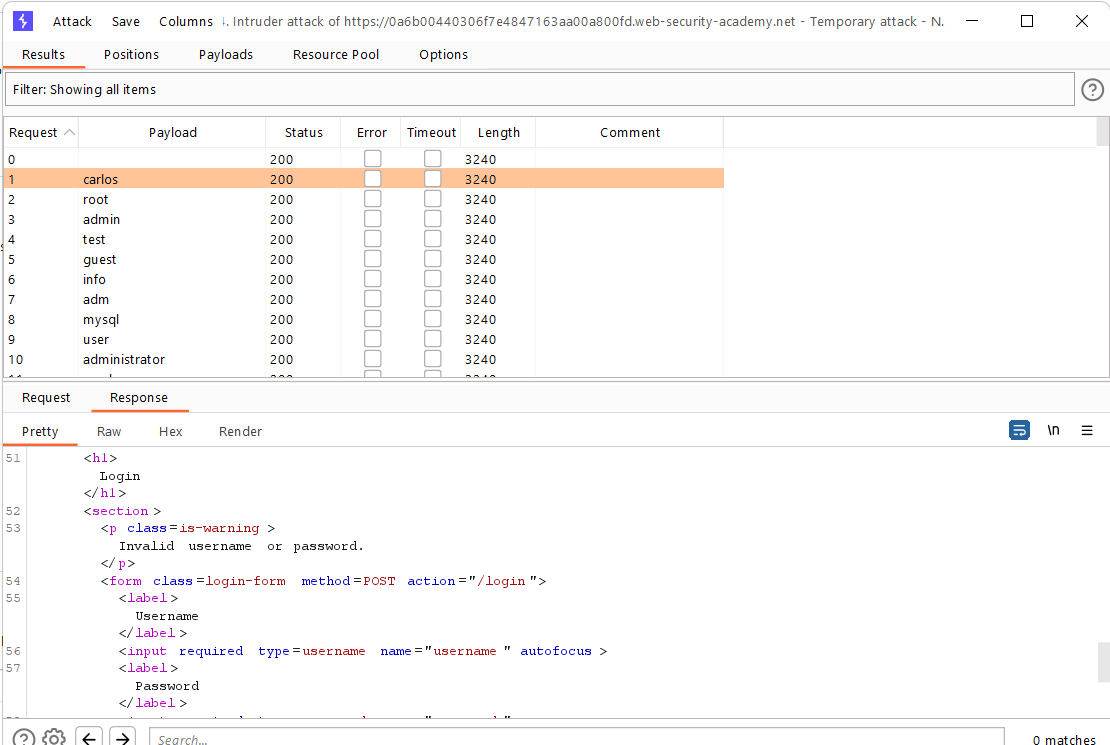 Attack Save Columns 4. Intruder attack of https://0a6b00440306f7e4847163aa00a800fd.web-security-academy.net - Temporary attack - N.
Results Positions Payloads Resource Pool Options
Filter: Showing all items ?
Request Payload Status Error Timeout Length Comment
0 200 3240
1 carlos 200 3240
2 root 200 3240
3 admin 200 3240
4 test 200 3240
5 guest 200 3240
6 info 200 3240
7 adm 200 3240
8 mysql 200 3240
9 user 200 3240
10 administrator 200 3240
Request Response
Pretty Raw Hex Render \n
51 <h1>
Login
</h1>
52 <section>
53 <p class=is-warning>
Invalid username or password.
</p>
54 <form class=login-form method=POST action="/login">
55 <label>
Username
</label>
56 <input required type=username name="username" autofocus>
57 <label>
Password
</label>
? Search... 0 matches